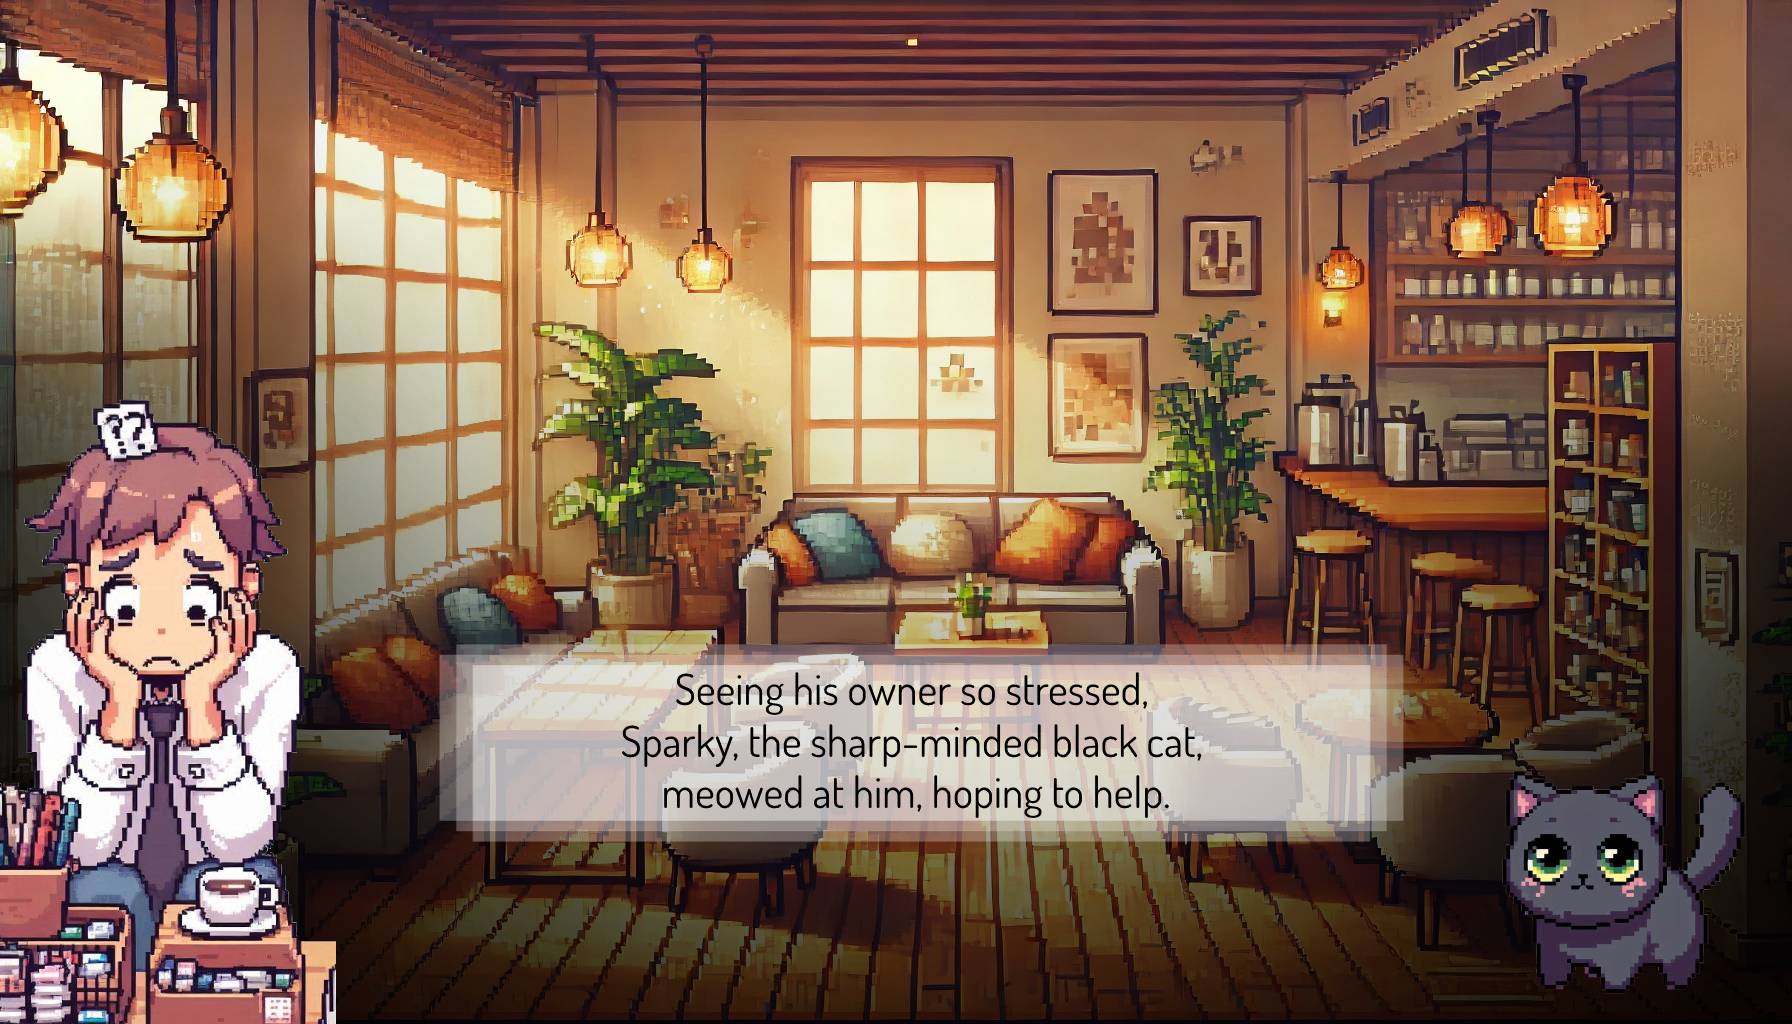 ??
Seeing his owner so stressed,
Sparky, the sharp-minded black cat,
meowed at him, hoping to help.